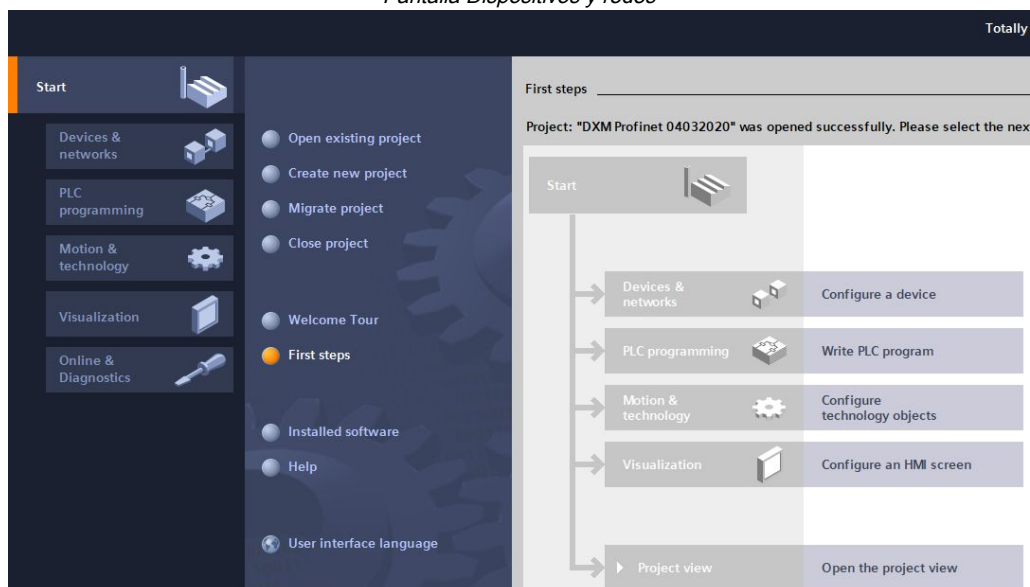 Pantalla Dispositivos y redes
Totally
Start
Devices &
networks
PLC
programming
Motion &
technology
Visualization
Online &
Diagnostics
Open existing project
Create new project
Migrate project
Close project
Welcome Tour
First steps
Installed software
Help
User interface language
First steps
Project: "DXM Profinet 04032020" was opened successfully. Please select the nex
Start
Devices &
networks
Configure a device
PLC programming
Write PLC program
Motion &
technology
Configure
technology objects
Visualization
Configure an HMI screen
Project view
Open the project view